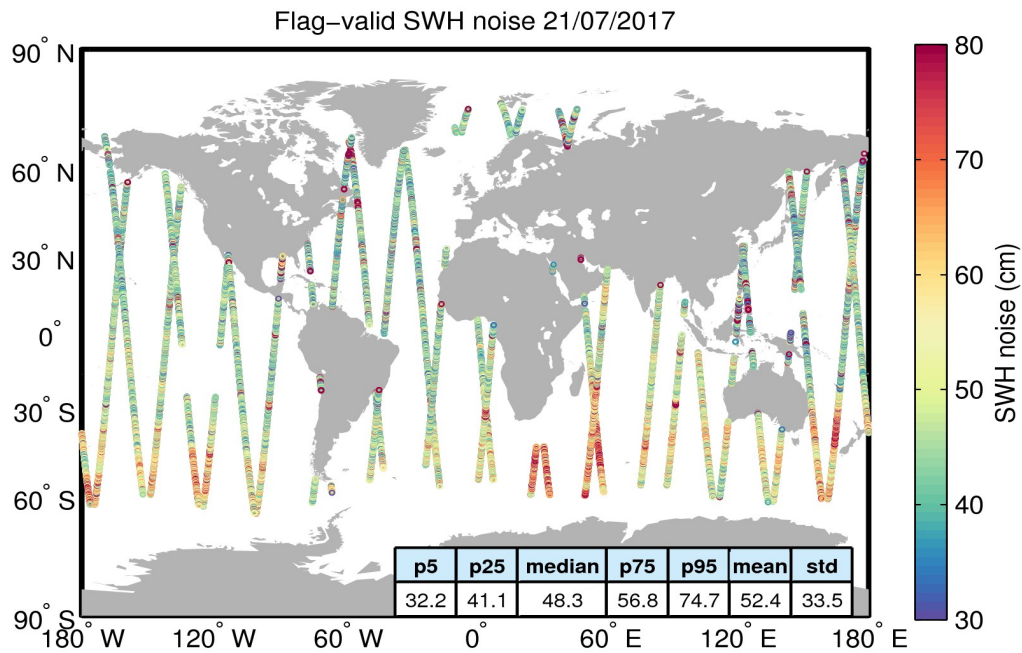 Flag−valid SWH noise 21/07/2017
90° N
60° N
30° N
0°
30° S
60° S
90° S
180° W
120° W
60° W
0°
60° E
120° E
180° E
80
70
60
50
40
30
SWH noise (cm)
p5 p25 median p75 p95 mean std
32.2 41.1 48.3 56.8 74.7 52.4 33.5